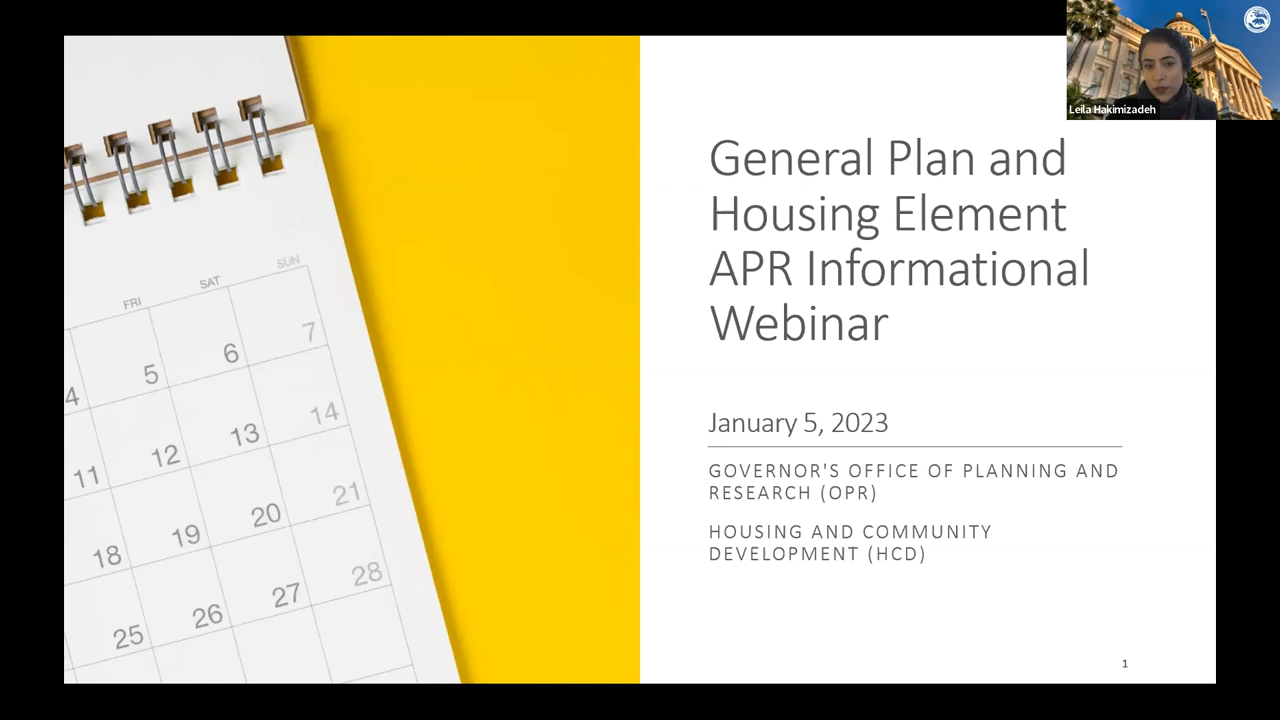 Leila Hakimizadeh
General Plan and
Housing Element
APR Informational
Webinar
January 5, 2023
GOVERNOR'S OFFICE OF PLANNING AND
RESEARCH (OPR)
HOUSING AND COMMUNITY
DEVELOPMENT (HCD)
1
FRI SAT SUN
4 5 6 7
11 12 13 14
18 19 20 21
25 26 27 28